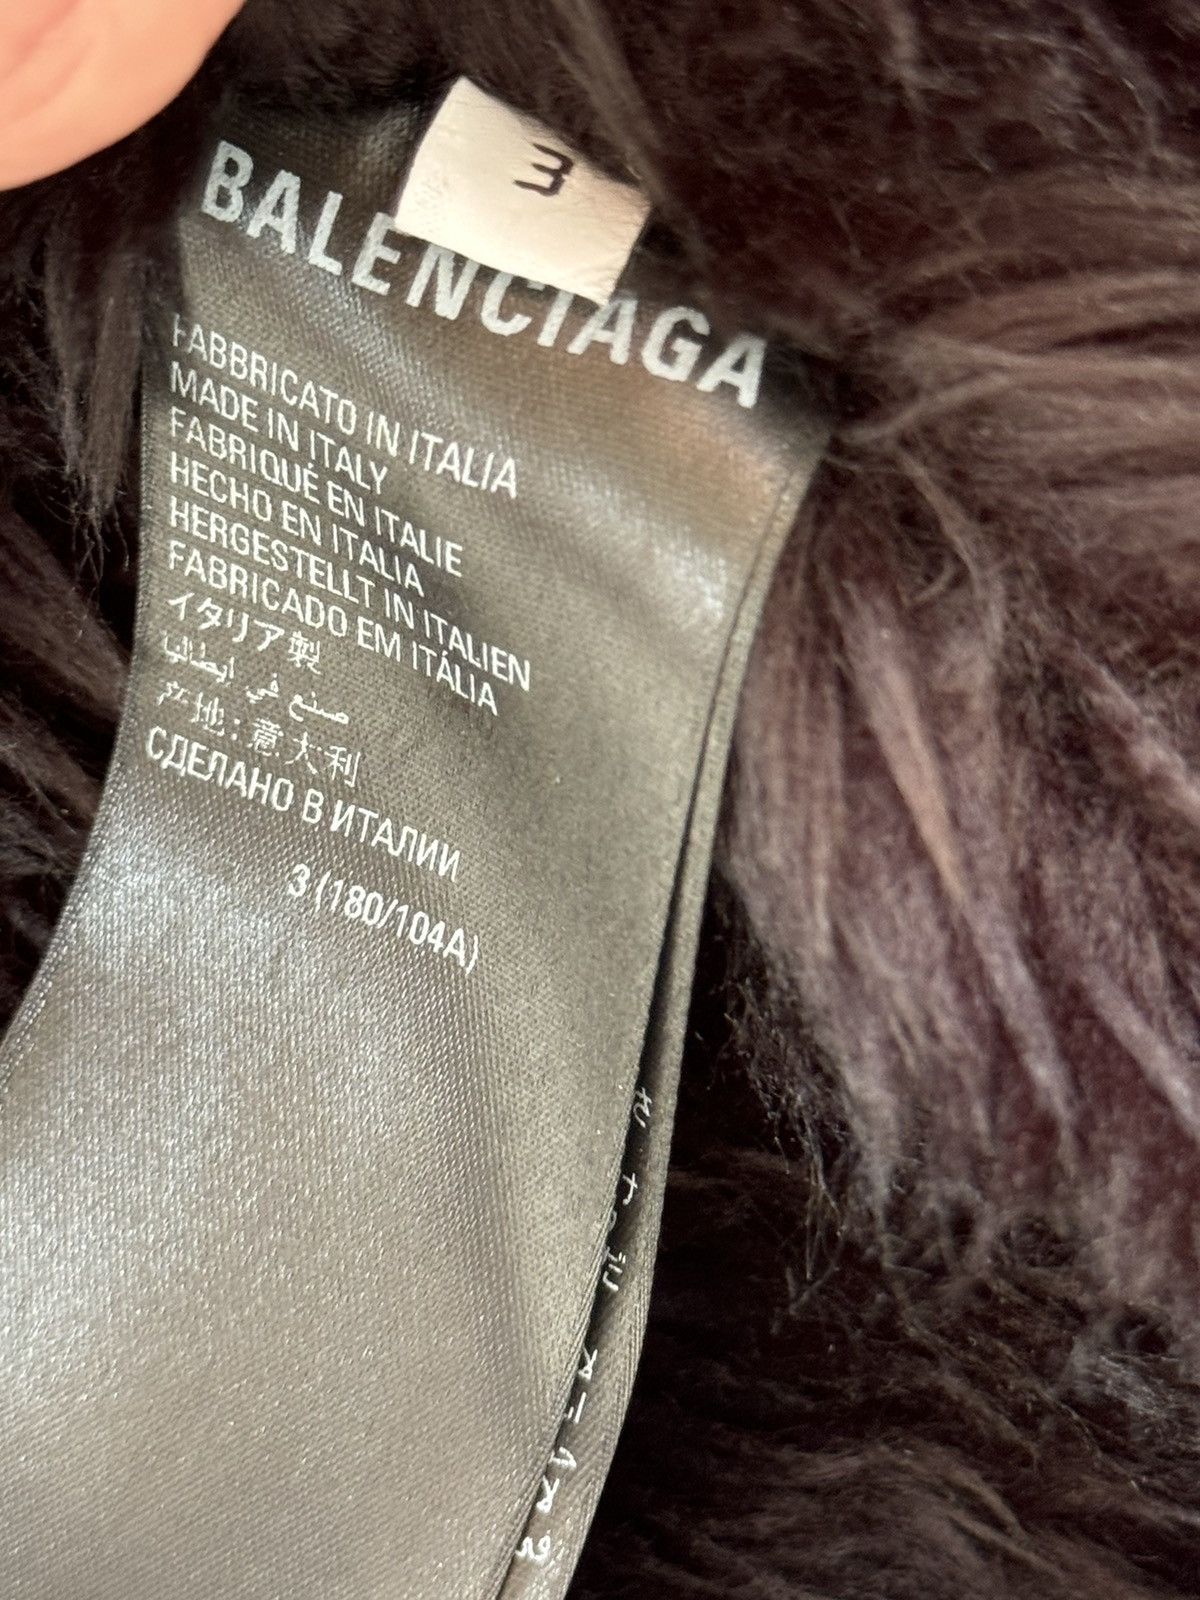 3
BALENCIAGA
FABBRICATO IN ITALIA
MADE IN ITALY
FABRIQUÉ EN ITALIE
HECHO EN ITALIA
HERGESTELLT IN ITALIEN
FABRICADO EM ITÁLIA
イタリア製
صنع في ايطاليا
产地:意大利
СДЕЛАНО В ИТАЛИИ
3 (180/104A)